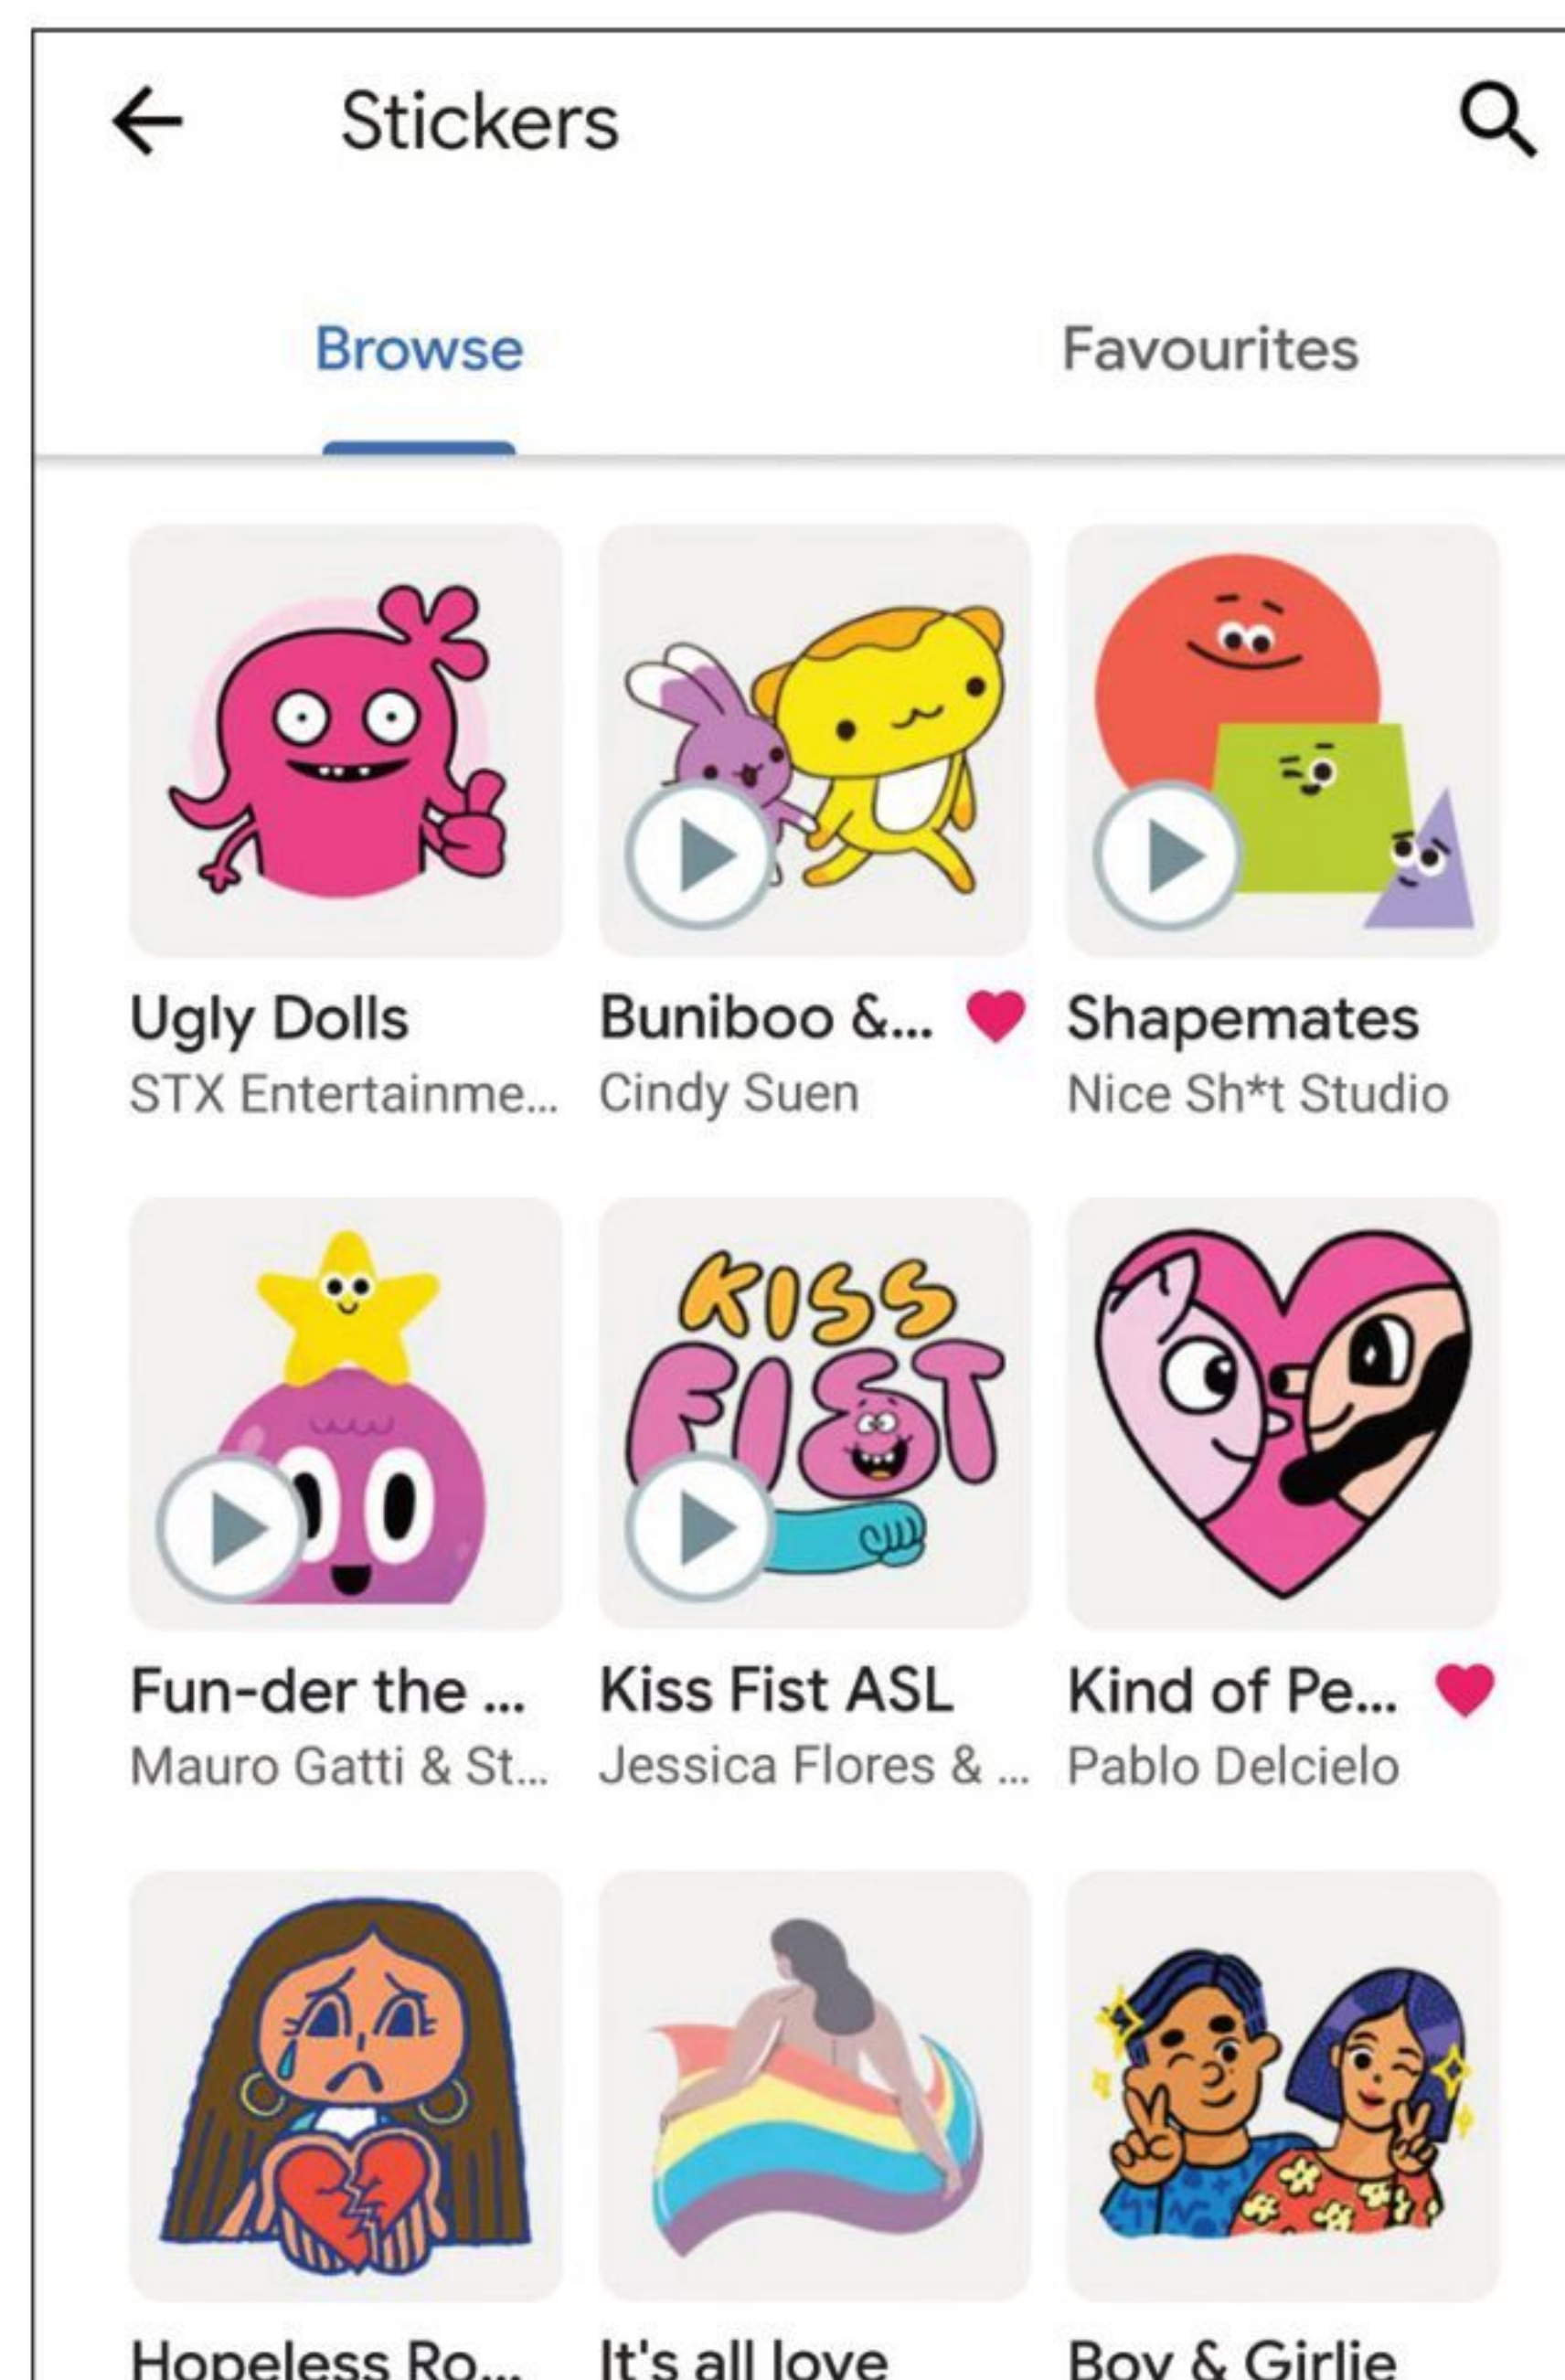 Stickers
Browse
Favourites
Ugly Dolls
STX Entertainme...
Buniboo &...
Cindy Suen
Shapemates
Nice Sh*t Studio
KISS
FIST
Fun-der the ...
Mauro Gatti & St...
Kiss Fist ASL
Jessica Flores & ...
Kind of Pe...
Pablo Delcielo
Hopeless Ro...
It's all love
Boy & Girlie